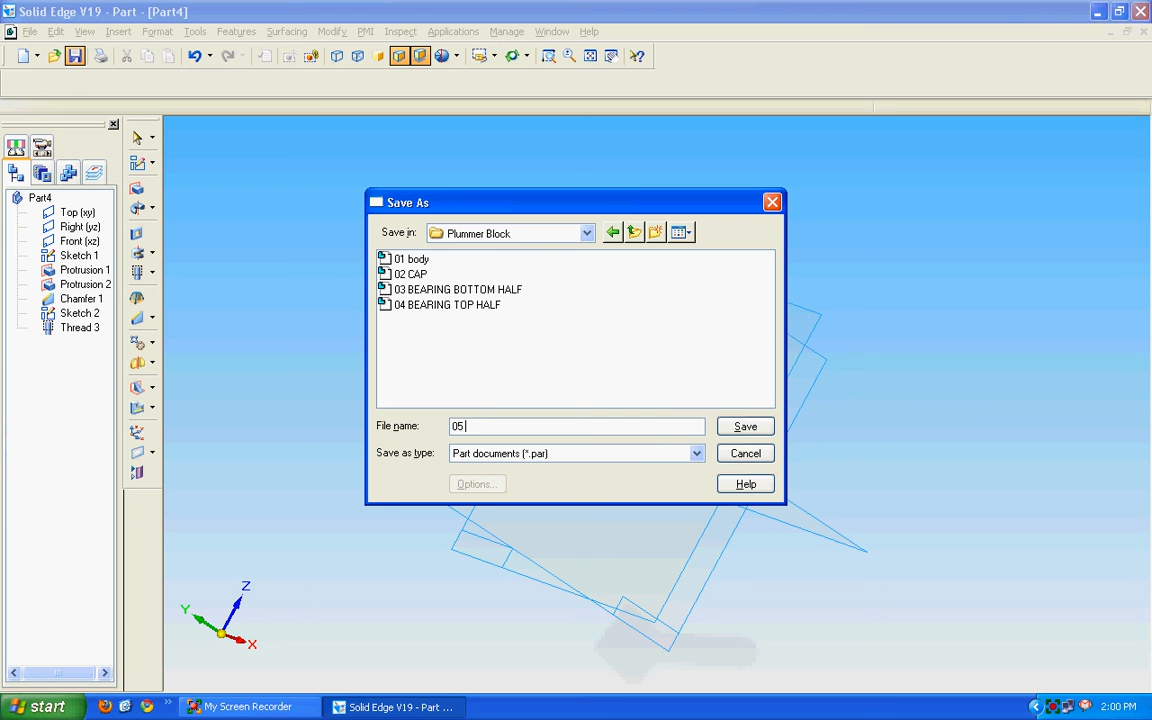 Solid Edge V19 - Part - [Part4]
File Edit View Insert Format Tools Features Surfacing Modify PMI Inspect Applications Manage Window Help
Part4
Top (xy)
Right (yz)
Front (xz)
Sketch 1
Protrusion 1
Protrusion 2
Chamfer 1
Sketch 2
Thread 3
Save As
Save in: Plummer Block
01 body
02 CAP
03 BEARING BOTTOM HALF
04 BEARING TOP HALF
File name: 05 Save
Save as type: Part documents (*.par) Cancel
Options... Help
Z
Y
X
start My Screen Recorder Solid Edge V19 - Part ... 2:00 PM